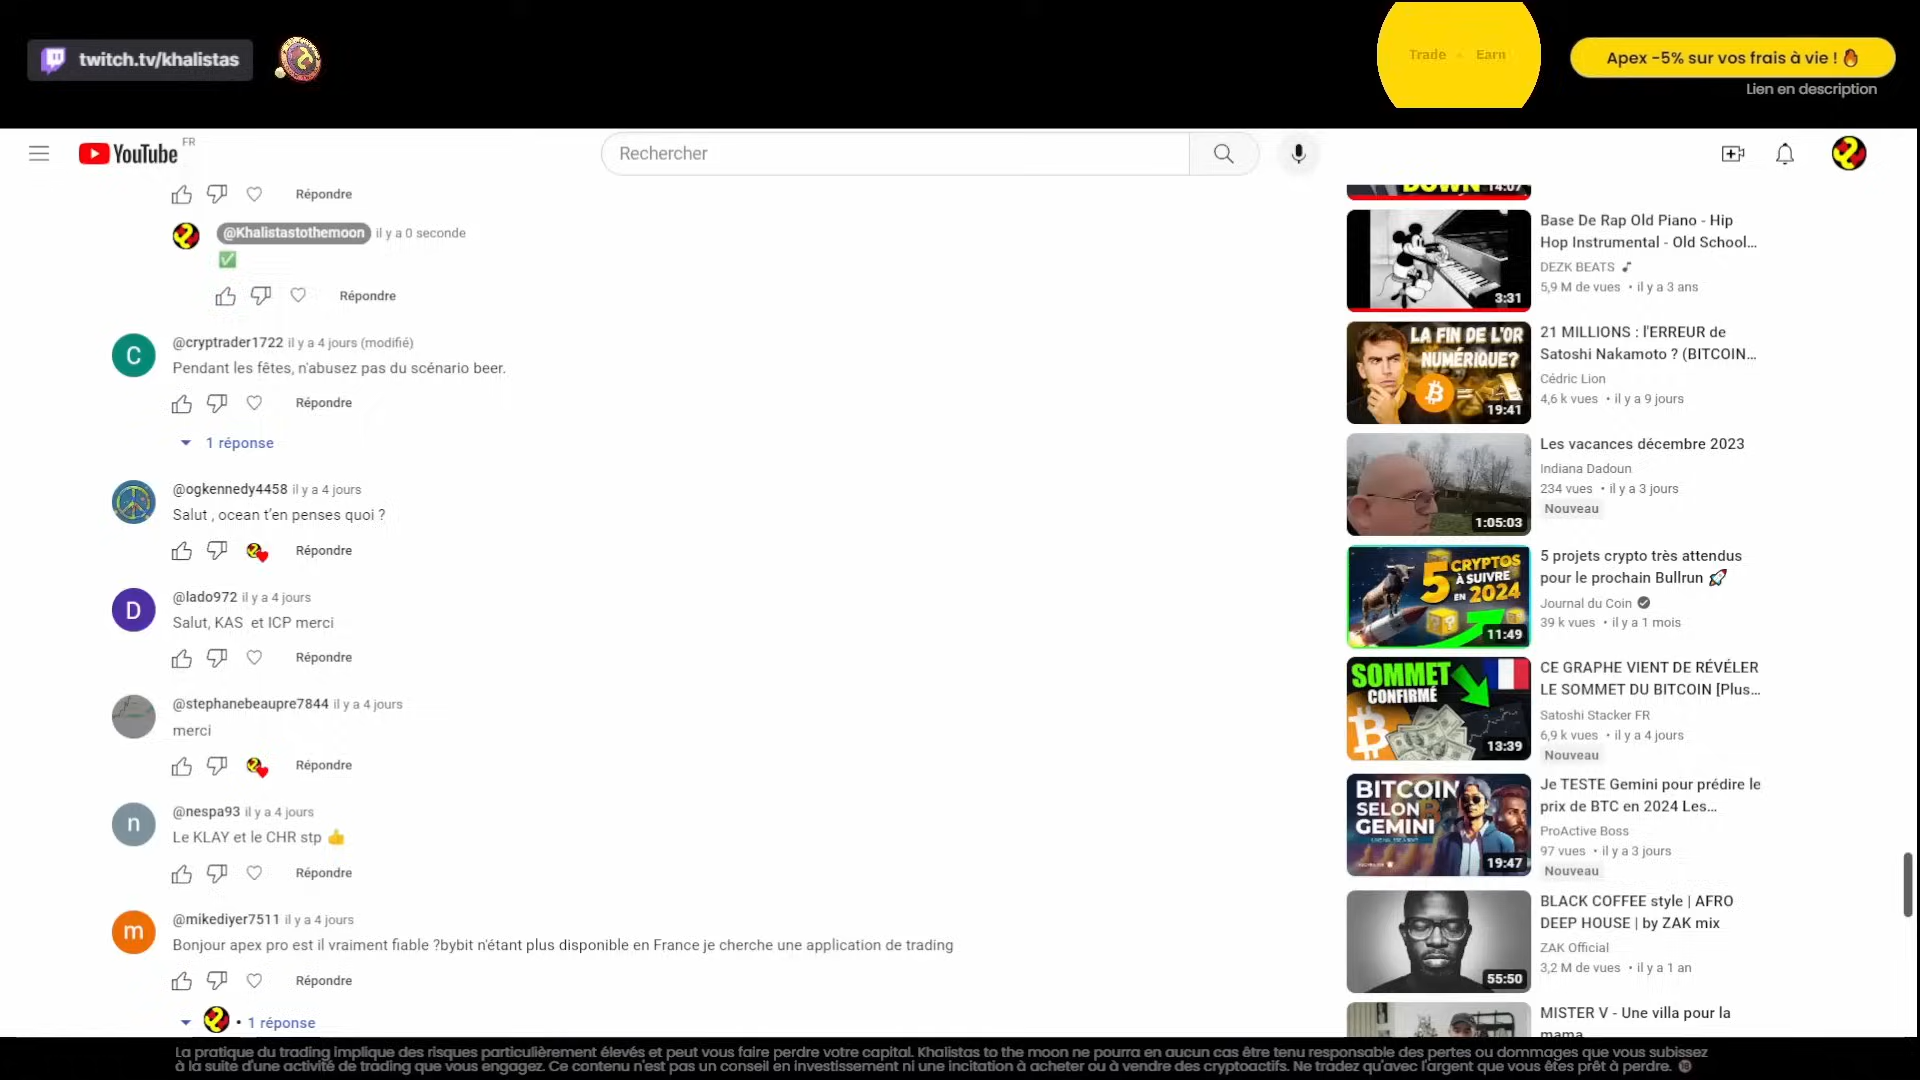 twitch.tv/khalistas
Trade - Earn
Apex -5% sur vos frais à vie !
Lien en description
YouTube FR
Rechercher
Répondre
@Khalistastothemoon il y a 0 seconde
Répondre
@cryptrader1722 il y a 4 jours (modifié)
Pendant les fêtes, n'abusez pas du scénario beer.
Répondre
1 réponse
@ogkennedy4458 il y a 4 jours
Salut , ocean t'en penses quoi ?
Répondre
D
@lado972 il y a 4 jours
Salut, KAS et ICP merci
Répondre
@stephanebeaupre7844 il y a 4 jours
merci
Répondre
n
@nespa93 il y a 4 jours
Le KLAY et le CHR stp 👍
Répondre
m
@mikediyer7511 il y a 4 jours
Bonjour apex pro est il vraiment fiable ?bybit n'étant plus disponible en France je cherche une application de trading
Répondre
• 1 réponse
C
DOWN
14:07
3:31
Base De Rap Old Piano - Hip
Hop Instrumental - Old School...
DEZK BEATS
5,9 M de vues • il y a 3 ans
LA FIN DE L'OR
NUMÉRIQUE?
19:41
21 MILLIONS : l'ERREUR de
Satoshi Nakamoto ? (BITCOIN...
Cédric Lion
4,6 k vues • il y a 9 jours
1:05:03
Les vacances décembre 2023
Indiana Dadoun
234 vues • il y a 3 jours
Nouveau
5 CRYPTOS
À SUIVRE
EN 2024
11:49
5 projets crypto très attendus
pour le prochain Bullrun 🚀
Journal du Coin
39 k vues • il y a 1 mois
SOMMET
CONFIRMÉ
13:39
CE GRAPHE VIENT DE RÉVÉLER
LE SOMMET DU BITCOIN [Plus...
Satoshi Stacker FR
6,9 k vues • il y a 4 jours
Nouveau
BITCOIN
SELON
GEMINI
19:47
Je TESTE Gemini pour prédire le
prix de BTC en 2024 Les...
ProActive Boss
97 vues • il y a 3 jours
Nouveau
55:50
BLACK COFFEE style | AFRO
DEEP HOUSE | by ZAK mix
ZAK Official
3,2 M de vues • il y a 1 an
MISTER V - Une villa pour la
mama
La pratique du trading implique des risques particulièrement élevés et peut vous faire perdre votre capital. Khalistas to the moon ne pourra en aucun cas être tenu responsable des pertes ou dommages que vous subissez
à la suite d'une activité de trading que vous engagez. Ce contenu n'est pas un conseil en investissement ni une incitation à acheter ou à vendre des cryptoactifs. Ne tradez qu'avec l'argent que vous êtes prêt à perdre.